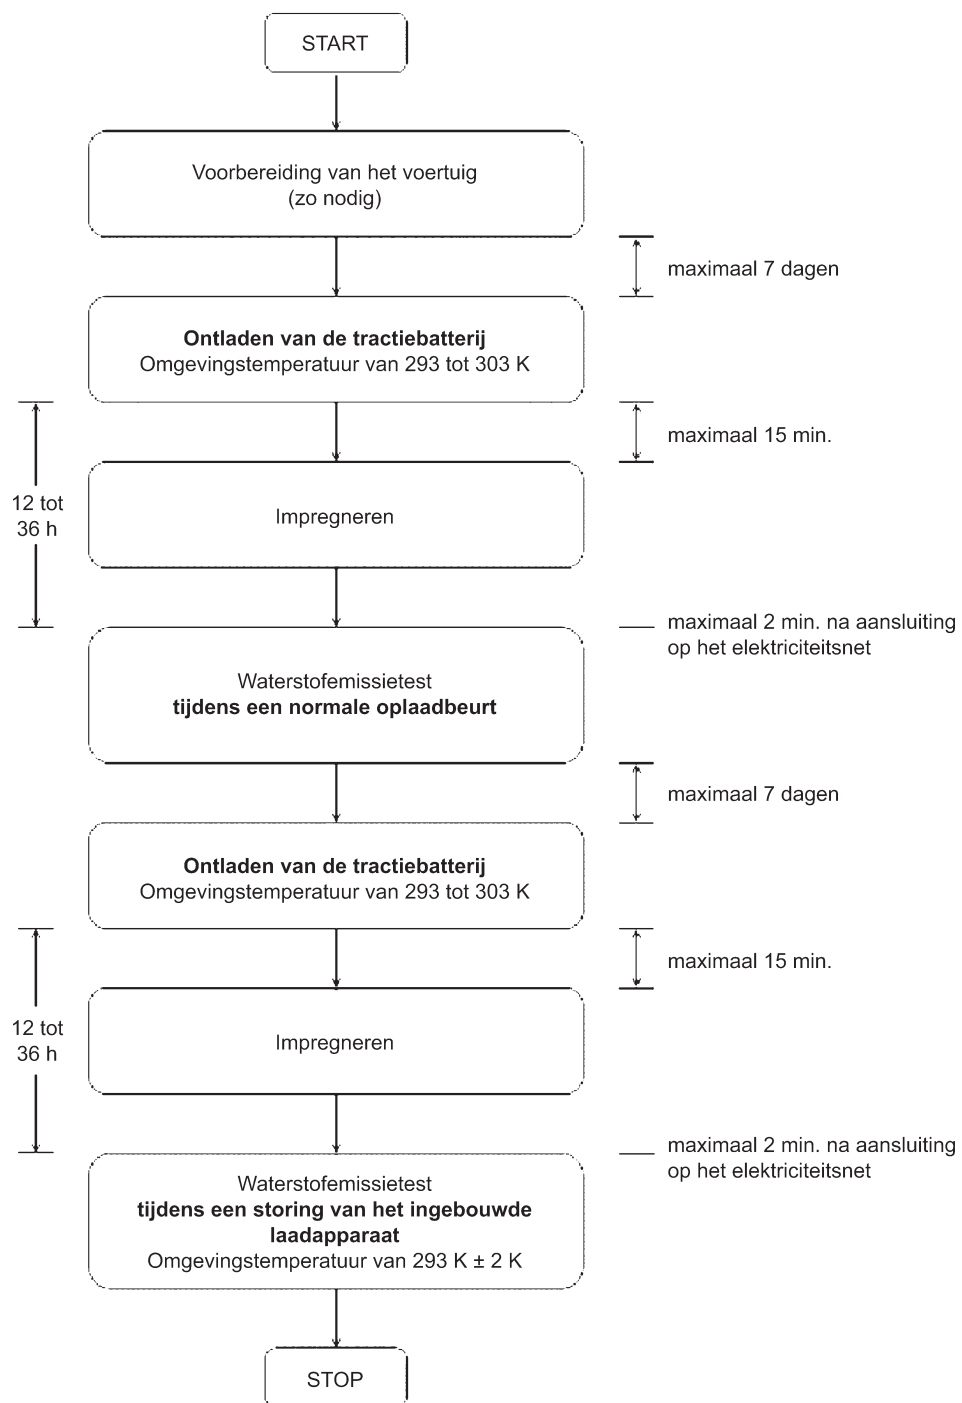 START
Voorbereiding van het voertuig
(zo nodig)
maximaal 7 dagen
Ontladen van de tractiebatterij
Omgevingstemperatuur van 293 tot 303 K
maximaal 15 min.
12 tot
36 h
Impregneren
maximaal 2 min. na aansluiting
op het elektriciteitsnet
Waterstofemissietest
tijdens een normale oplaadbeurt
maximaal 7 dagen
Ontladen van de tractiebatterij
Omgevingstemperatuur van 293 tot 303 K
maximaal 15 min.
12 tot
36 h
Impregneren
maximaal 2 min. na aansluiting
op het elektriciteitsnet
Waterstofemissietest
tijdens een storing van het ingebouwde
laadapparaat
Omgevingstemperatuur van 293 K ± 2 K
STOP